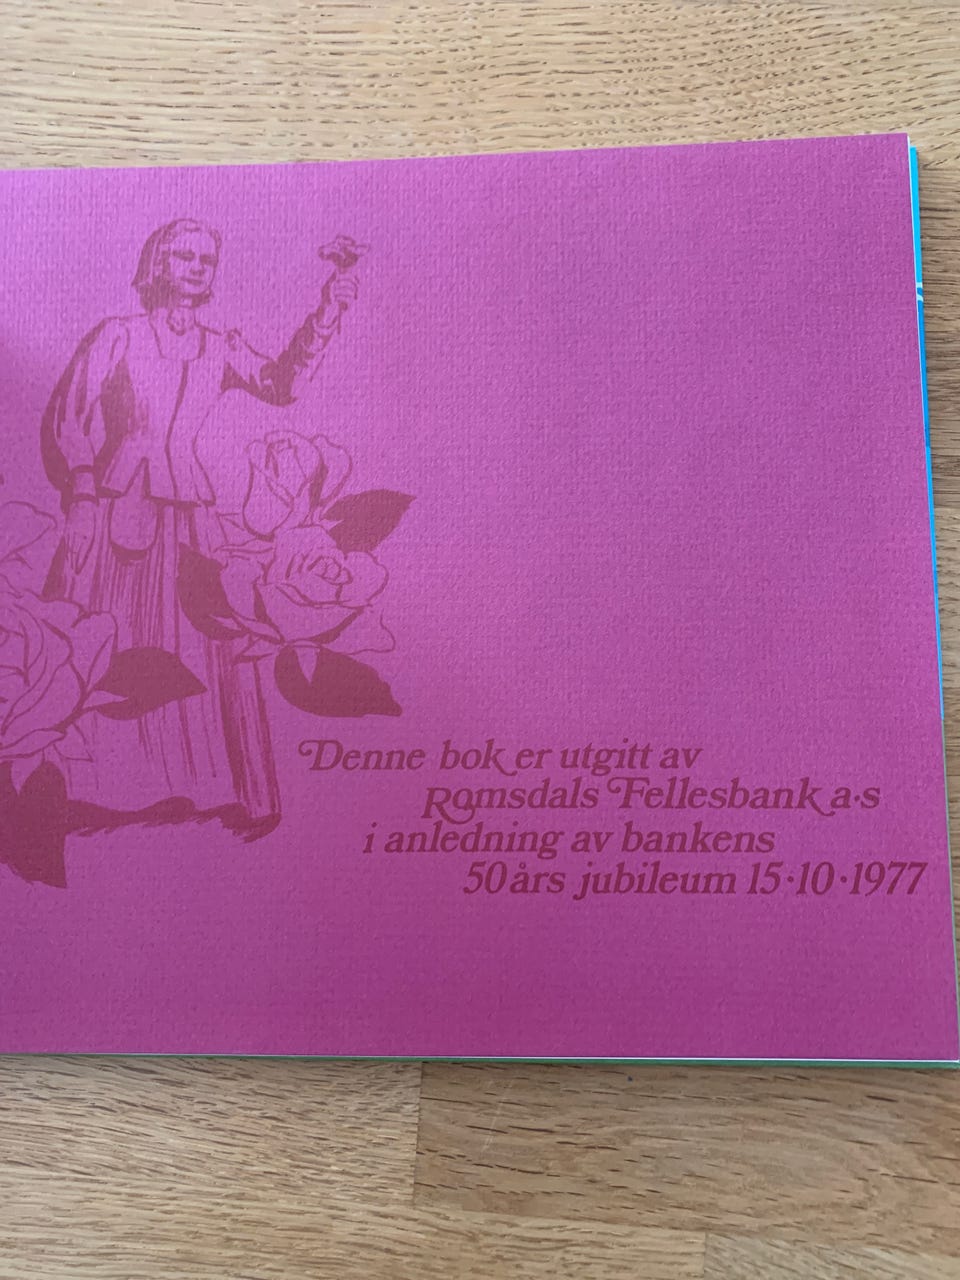 Denne bok er utgitt av
Romsdals Fellesbank a·s
i anledning av bankens
50 års jubileum 15·10·1977